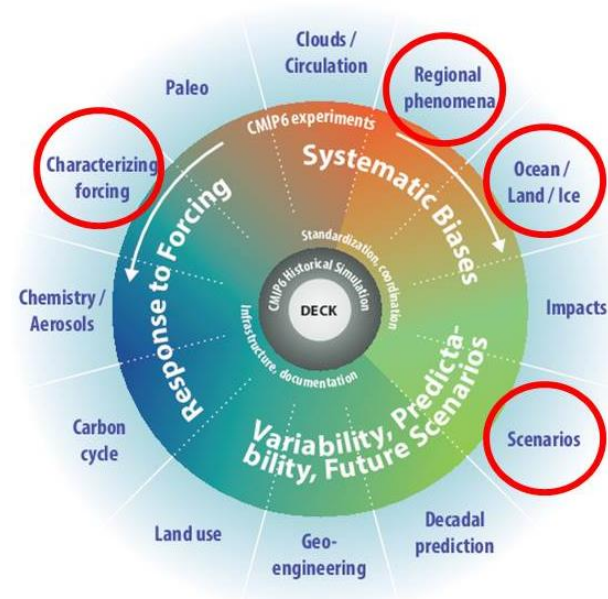 Clouds /
Circulation
Regional
phenomena
Ocean /
Land / Ice
Impacts
Scenarios
Decadal
prediction
Geo-
engineering
Land use
Carbon
cycle
Chemistry /
Aerosols
Characterizing
forcing
Paleo
CMIP6 experiments
Systematic Biases
Response to Forcing
Variability, Predicta-
bility, Future Scenarios
Standardization, coordination
Infrastructure, documentation
CMIP6 Historical Simulation
DECK